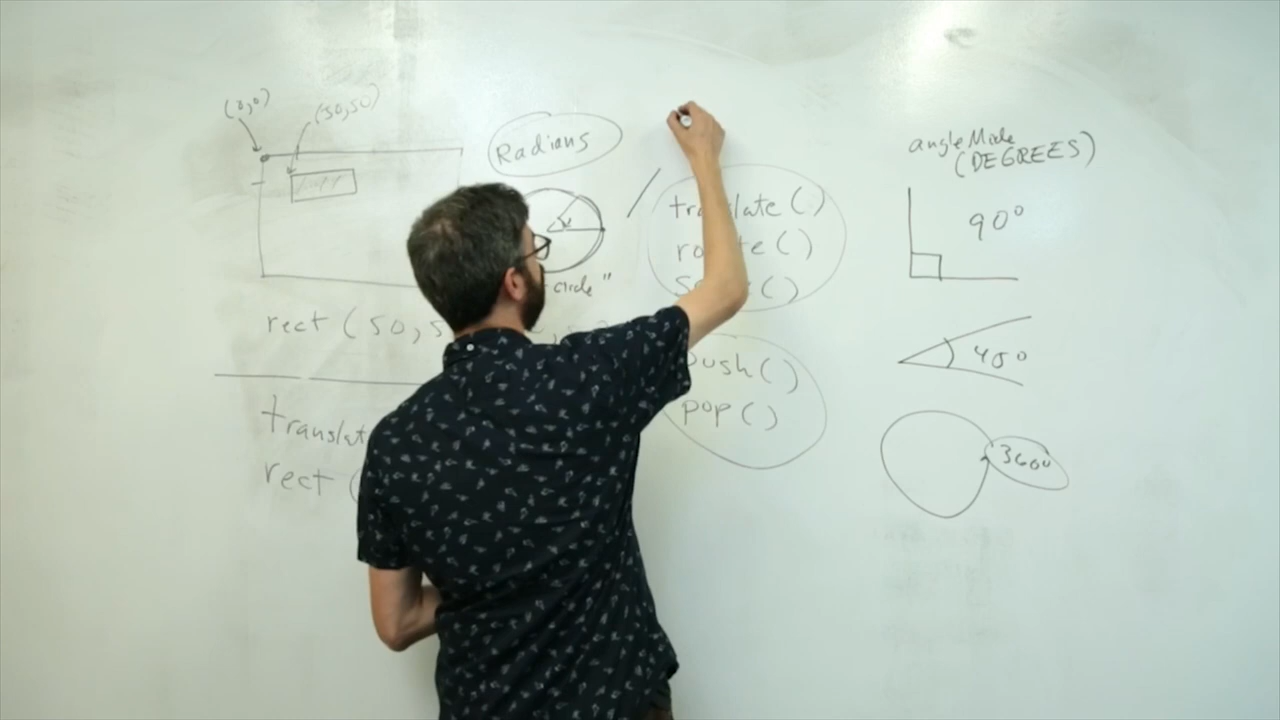 (0,0)
(50,50)
rect (50,5
translat
rect (
Radians
circle"
translate ()
()
()
push ()
pop ()
angleMode
(DEGREES)
90°
45°
360°